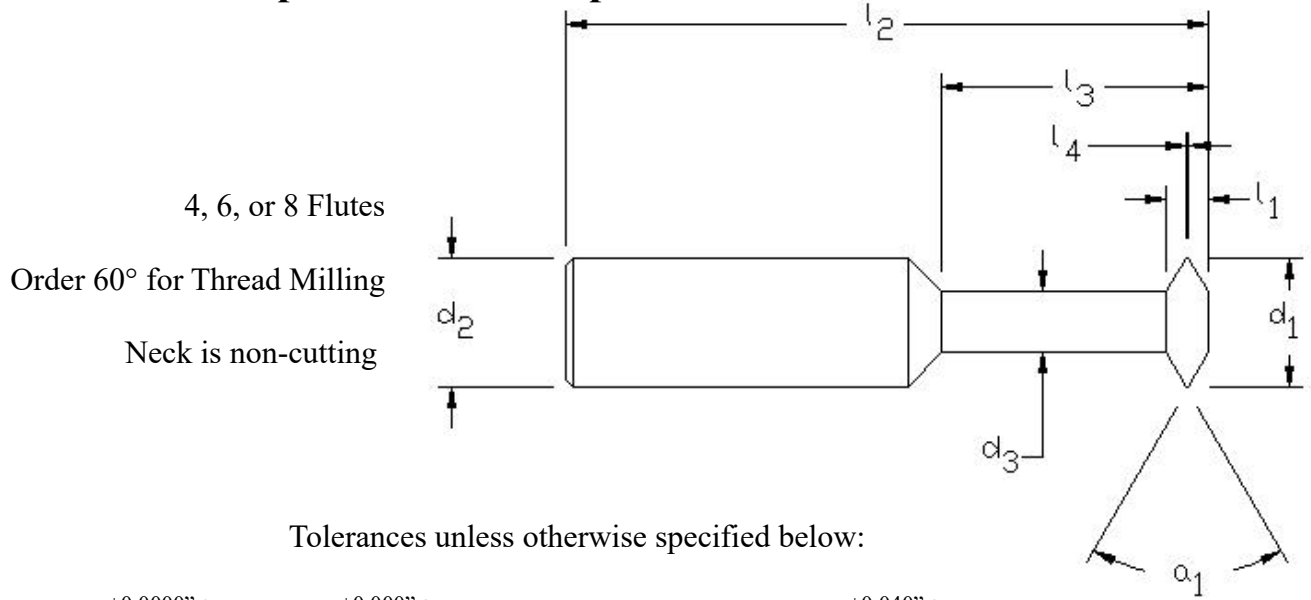 l2
l3
l4
l1
4, 6, or 8 Flutes
Order 60° for Thread Milling
d2
d1
Neck is non-cutting
d3
Tolerances unless otherwise specified below:
a1